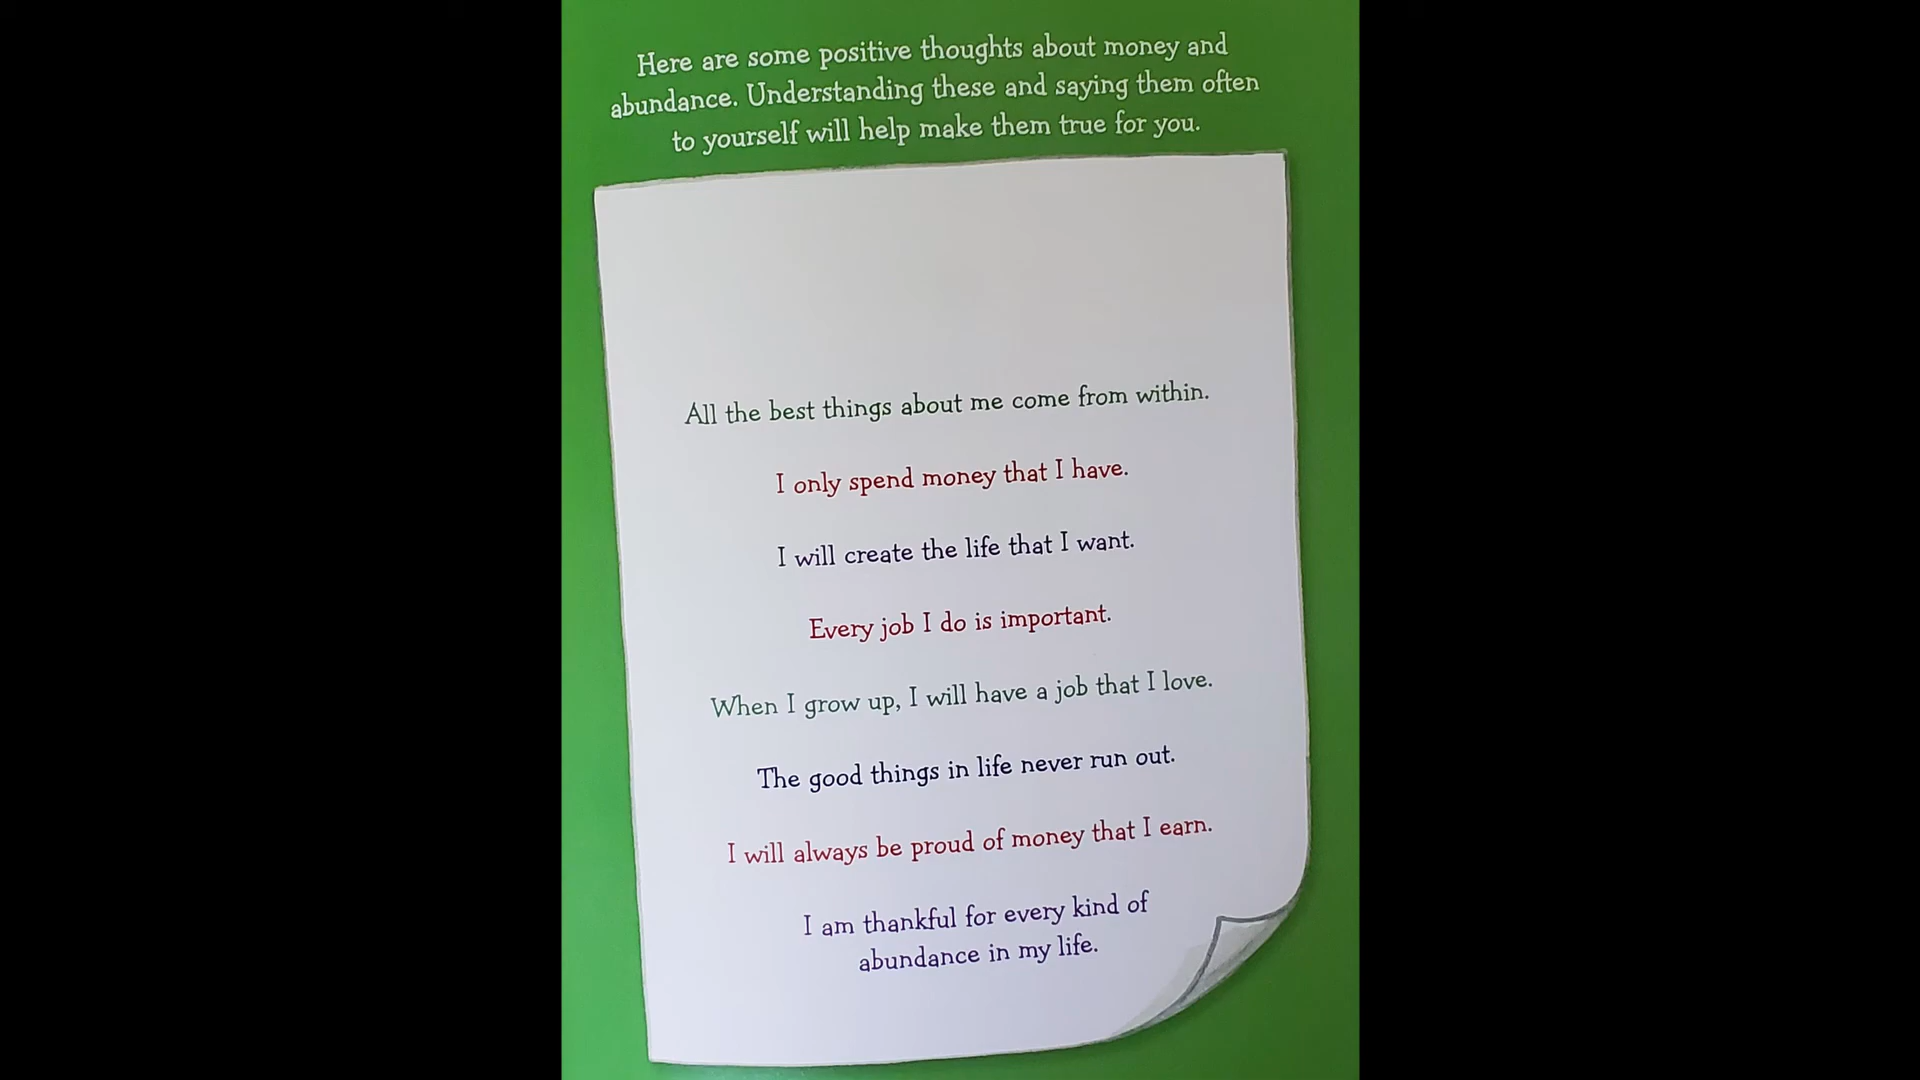 Here are some positive thoughts about money and
abundance. Understanding these and saying them often
to yourself will help make them true for you.
All the best things about me come from within.
I only spend money that I have.
I will create the life that I want.
Every job I do is important.
When I grow up, I will have a job that I love.
The good things in life never run out.
I will always be proud of money that I earn.
I am thankful for every kind of
abundance in my life.